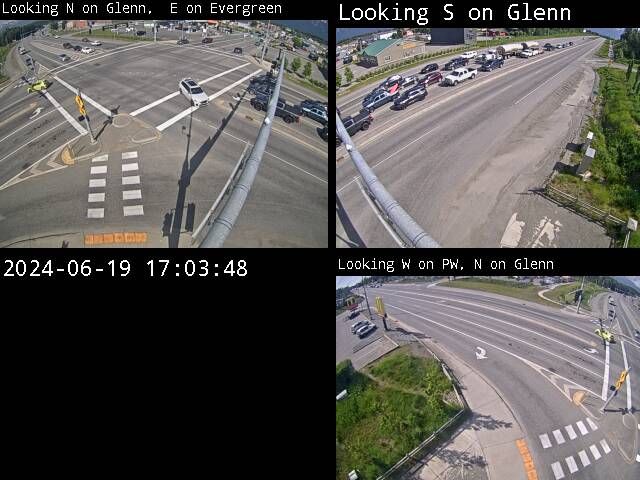 Looking N on Glenn,  E on Evergreen
Looking S on Glenn
2024-06-19 17:03:48
Looking W on PW, N on Glenn